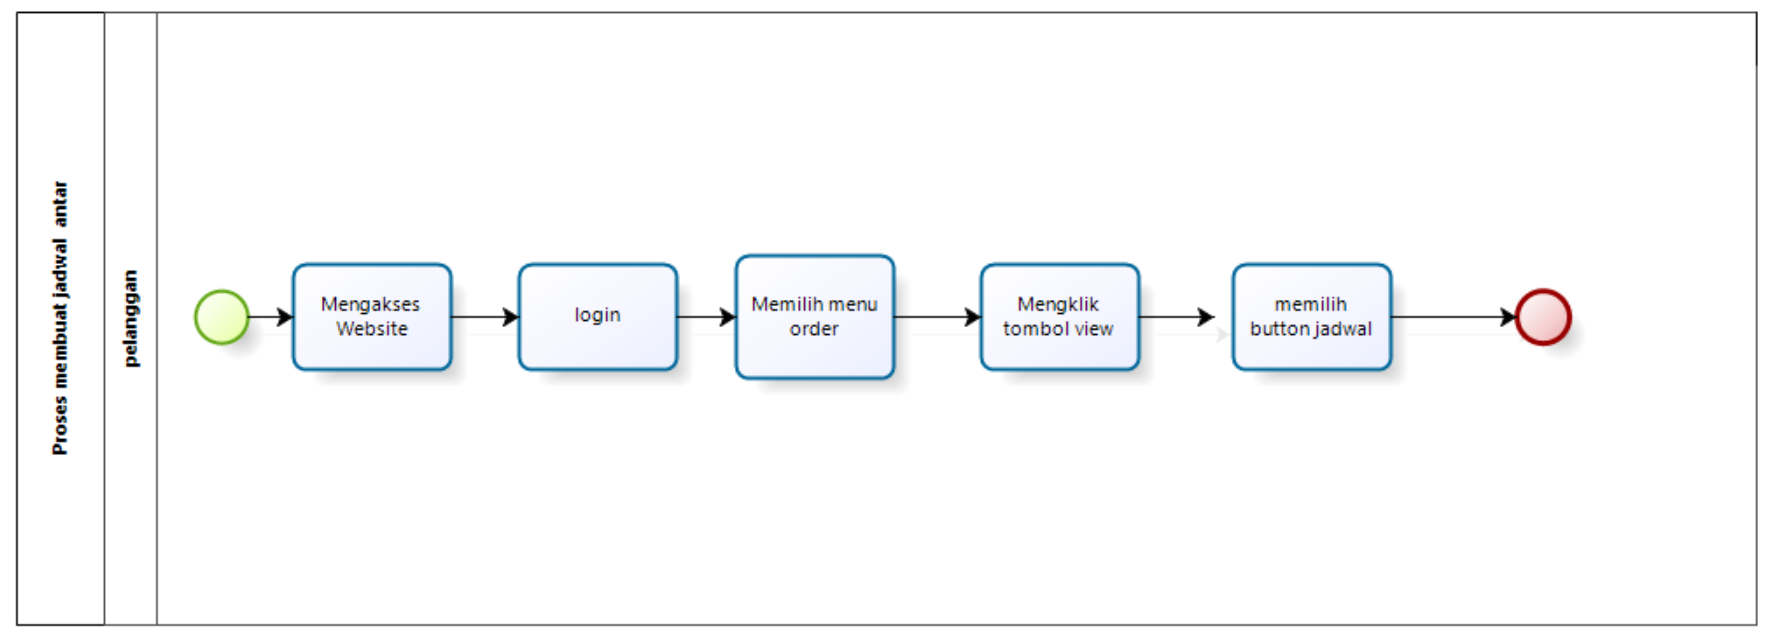 Proses membuat jadwal antar
pelanggan
Mengakses
Website
login
Memilih menu
order
Mengklik
tombol view
memilih
button jadwal